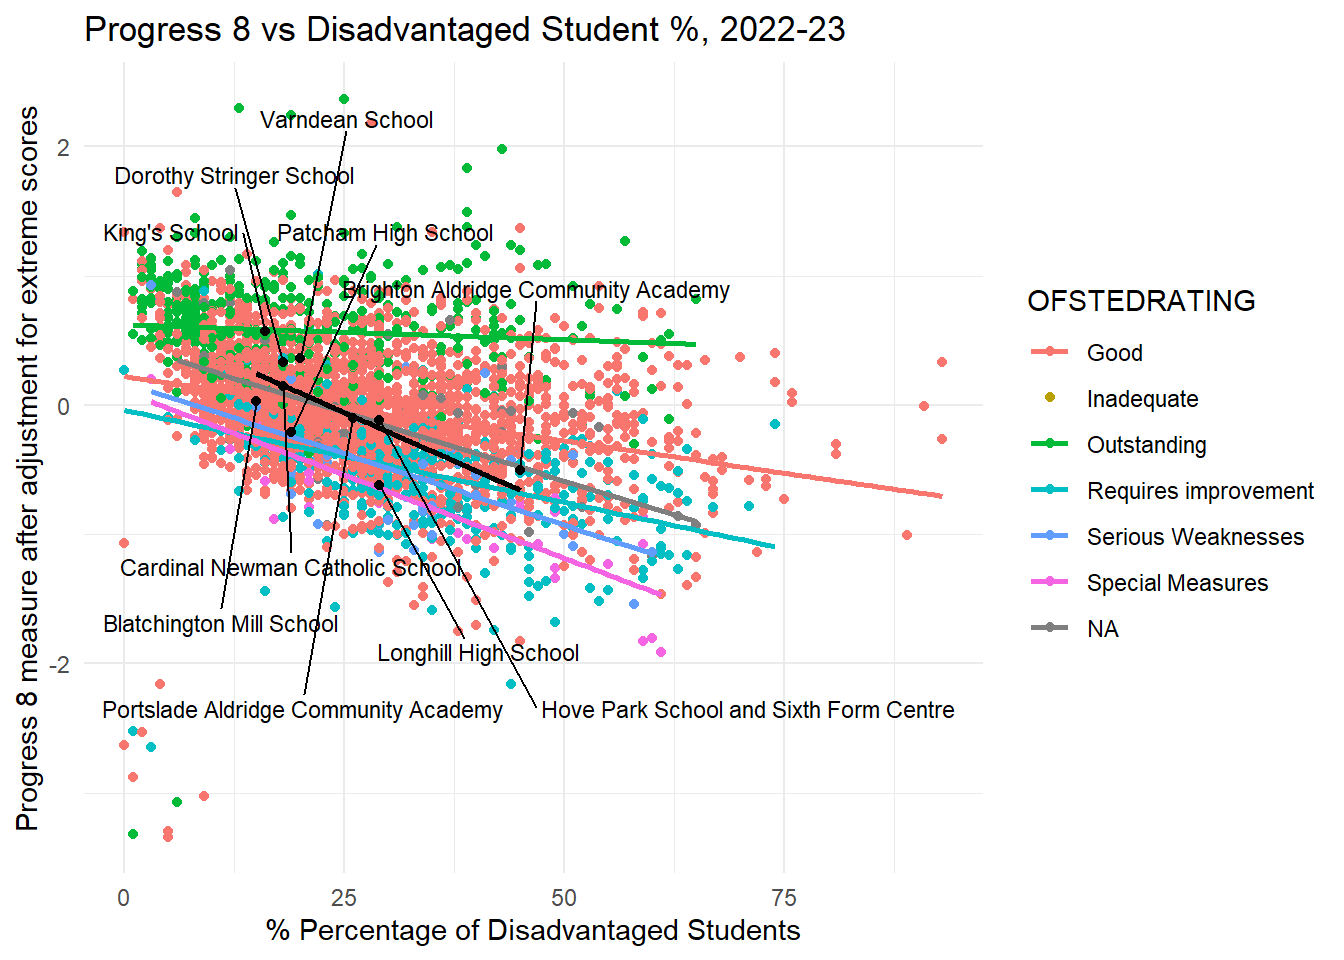 Progress 8 vs Disadvantaged Student %, 2022-23
Progress 8 measure after adjustment for extreme scores
2
0
-2
Varndean School
Dorothy Stringer School
King's School
Patcham High School
Brighton Aldridge Community Academy
Cardinal Newman Catholic School
Blatchington Mill School
Longhill High School
Portslade Aldridge Community Academy
Hove Park School and Sixth Form Centre
0
25
50
75
% Percentage of Disadvantaged Students
OFSTEDRATING
Good
Inadequate
Outstanding
Requires improvement
Serious Weaknesses
Special Measures
NA